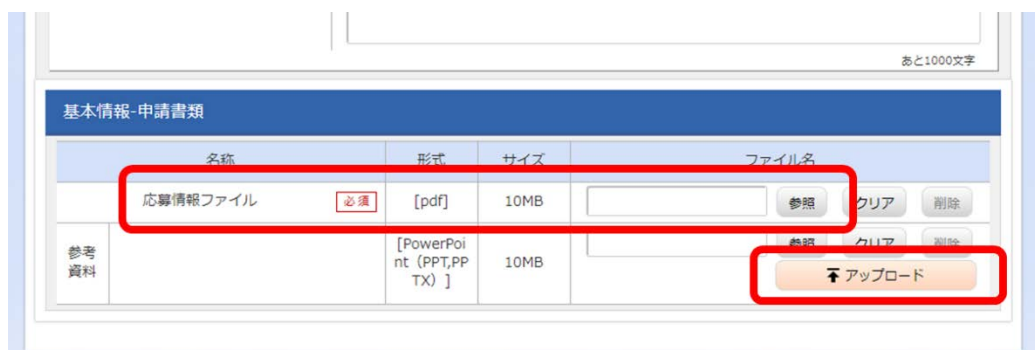 あと1000文字
基本情報-申請書類
名称 形式 サイズ ファイル名
応募情報ファイル 必須 [pdf] 10MB 参照 クリア 削除
参考
資料
[PowerPoi
nt（PPT,PP
TX）]
10MB
参照 クリア 削除
アップロード